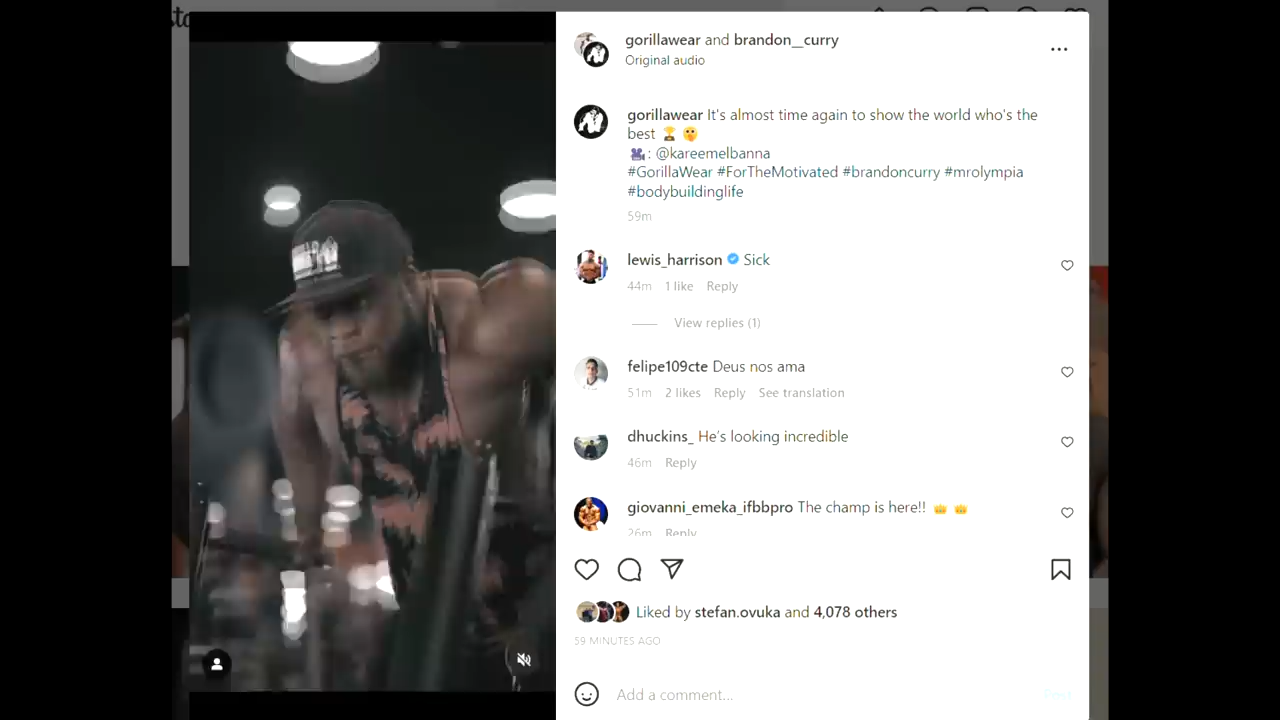 gorillawear and brandon__curry
Original audio
gorillawear It's almost time again to show the world who's the
best 🏆 🤫
🎥: @kareemelbanna
#GorillaWear #ForTheMotivated #brandoncurry #mrolympia
#bodybuildinglife
59m
lewis_harrison Sick
44m 1 like Reply
View replies (1)
felipe109cte Deus nos ama
51m 2 likes Reply See translation
dhuckins_ He's looking incredible
46m Reply
giovanni_emeka_ifbbpro The champ is here!! 👑 👑
26m Reply
Liked by stefan.ovuka and 4,078 others
59 MINUTES AGO
Add a comment...
Post